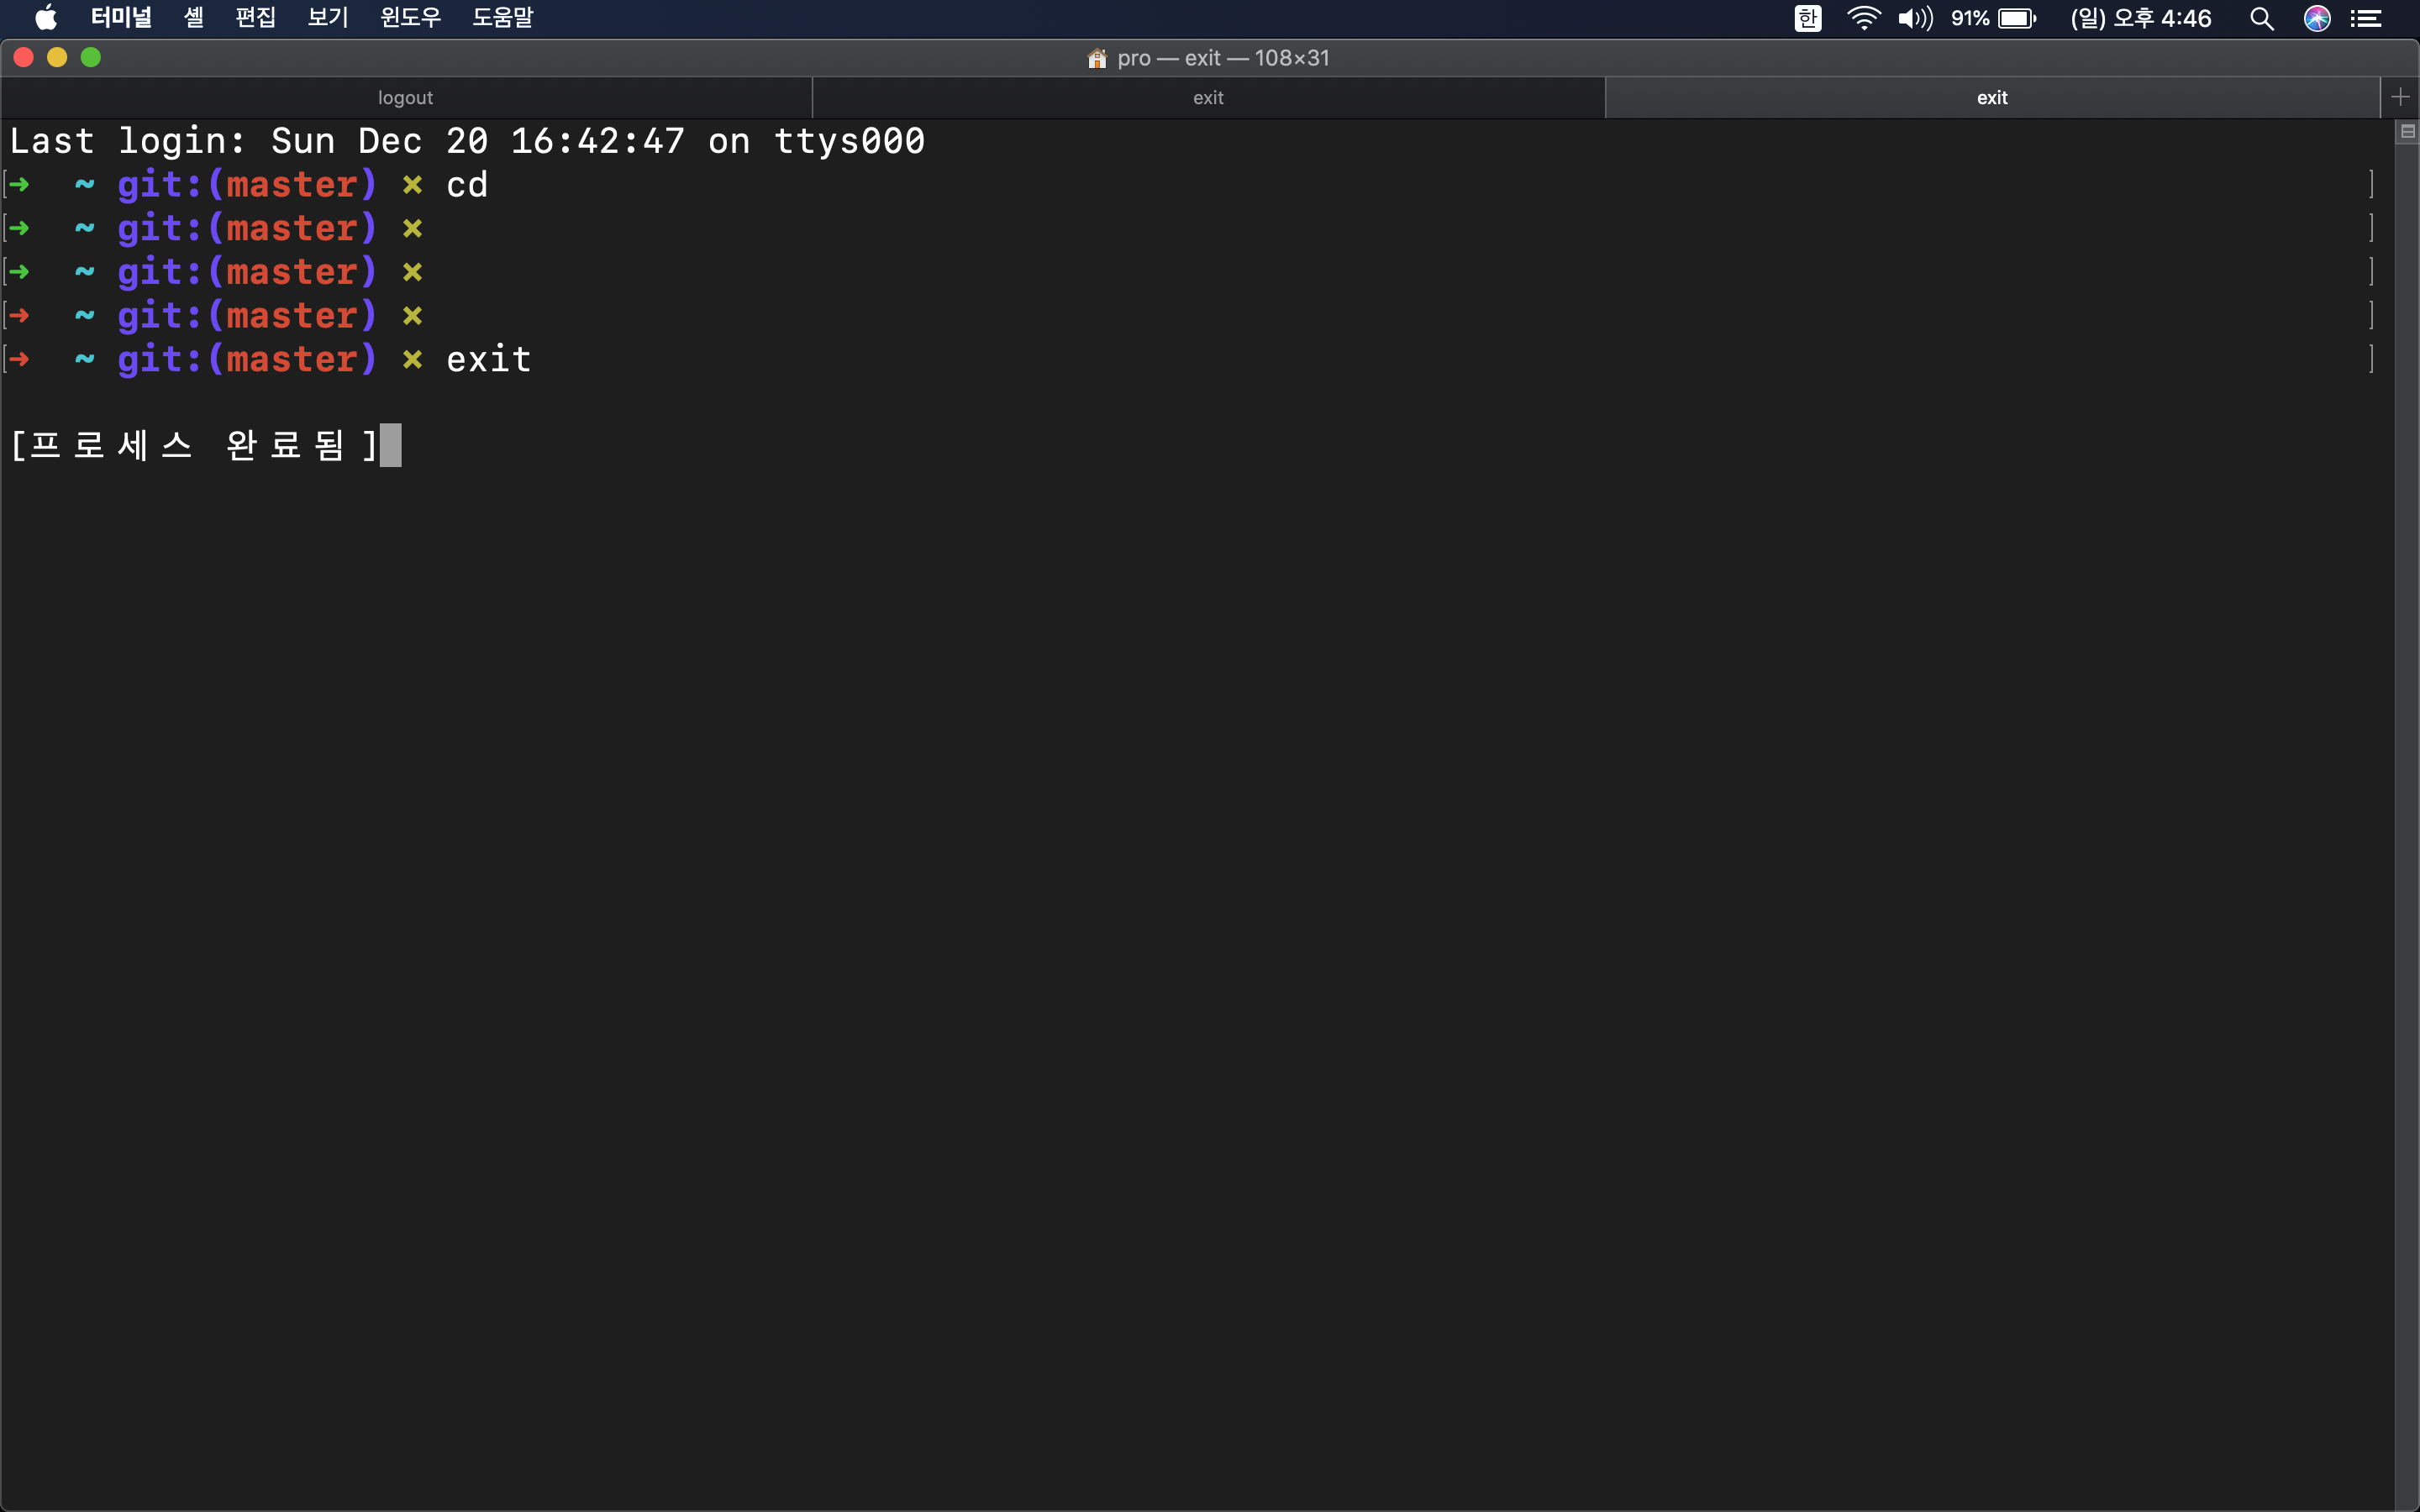 터미널 셸 편집 보기 윈도우 도움말 한 91% (일) 오후 4:46
pro — exit — 108×31
logout exit exit
Last login: Sun Dec 20 16:42:47 on ttys000
[➜ ~ git:(master) ✗ cd ]
[➜ ~ git:(master) ✗ ]
[➜ ~ git:(master) ✗ ]
[➜ ~ git:(master) ✗ ]
[➜ ~ git:(master) ✗ exit ]
[프로세스 완료됨]